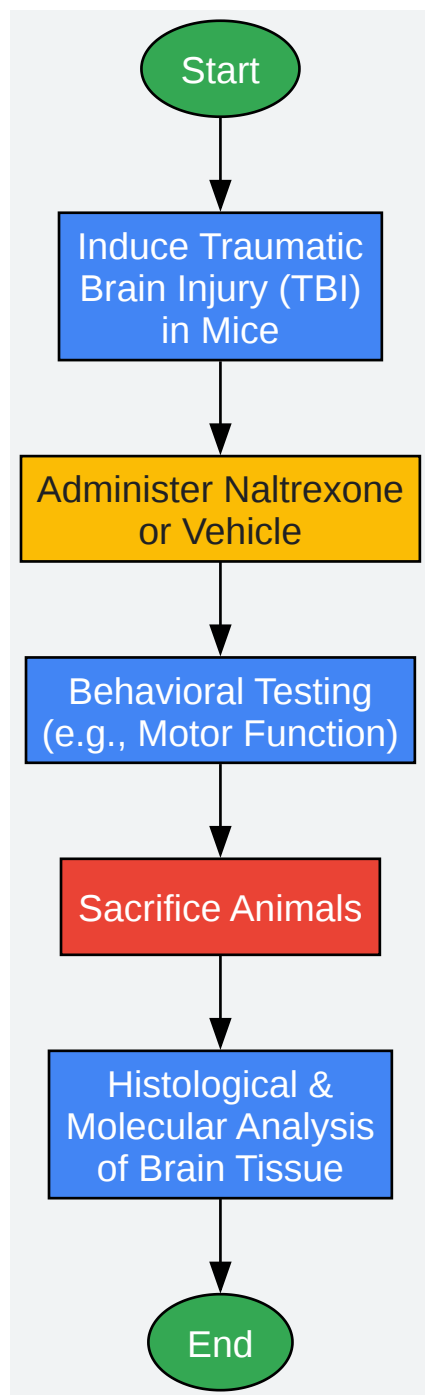 Start
Induce Traumatic
Brain Injury (TBI)
in Mice
Administer Naltrexone
or Vehicle
Behavioral Testing
(e.g., Motor Function)
Sacrifice Animals
Histological &
Molecular Analysis
of Brain Tissue
End